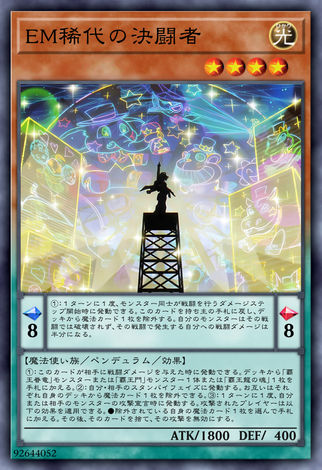 EM稀代の決闘者
光
①:１ターンに１度、モンスター同士が戦闘を行うダメージステ
ップ開始時に発動できる。このカードを持ち主の手札に戻し、デ
ッキから魔法カード１枚を除外する。自分のモンスターはその戦
闘では破壊されず、その戦闘で発生する自分への戦闘ダメージは
半分になる。
8
8
【魔法使い族／ペンデュラム／効果】
①:このカードが相手に戦闘ダメージを与えた時に発動できる。デッキから「覇
王眷竜」モンスターまたは「覇王門」モンスター１体または「覇王龍の魂」１枚を
手札に加える。②:自分・相手のスタンバイフェイズに発動する。お互いはそれ
ぞれ自身のデッキから魔法カード１枚を除外できる。③:１ターンに１度、自分
または相手のモンスターの攻撃宣言時に発動する。攻撃されたプレイヤーは以
下の効果を適用できる。●除外されている自身の魔法カード１枚を選んで手札
に加える。その後、そのカードを捨て、その攻撃を無効にする。
ATK/1800 DEF/ 400
92644052